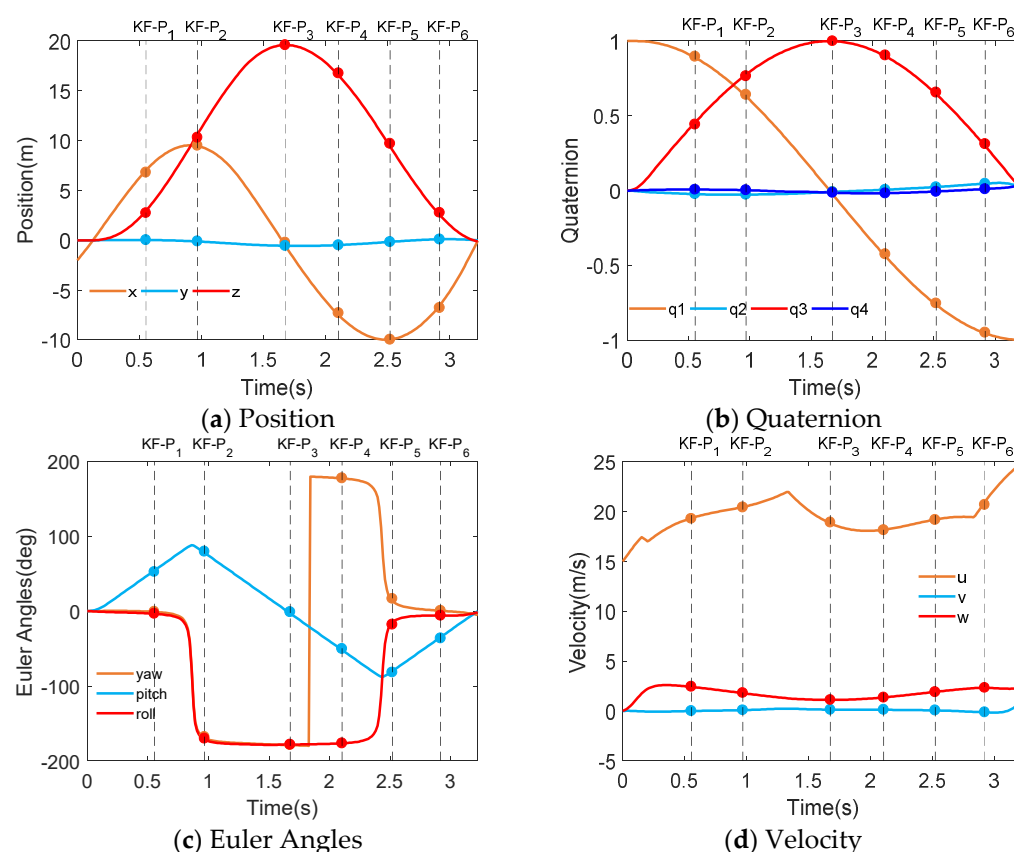 KF-P1 KF-P2 KF-P3 KF-P4 KF-P5 KF-P6
20
15
10
5
0
-5
-10
Position(m)
x y z
0 0.5 1 1.5 2 2.5 3
Time(s)
(a) Position
KF-P1 KF-P2 KF-P3 KF-P4 KF-P5 KF-P6
1
0.5
0
-0.5
-1
Quaternion
q1 q2 q3 q4
0 0.5 1 1.5 2 2.5 3
Time(s)
(b) Quaternion
KF-P1 KF-P2 KF-P3 KF-P4 KF-P5 KF-P6
200
100
0
-100
-200
Euler Angles(deg)
yaw
pitch
roll
0 0.5 1 1.5 2 2.5 3
Time(s)
(c) Euler Angles
KF-P1 KF-P2 KF-P3 KF-P4 KF-P5 KF-P6
25
20
15
10
5
0
-5
Velocity(m/s)
u
v
w
0 0.5 1 1.5 2 2.5 3
Time(s)
(d) Velocity